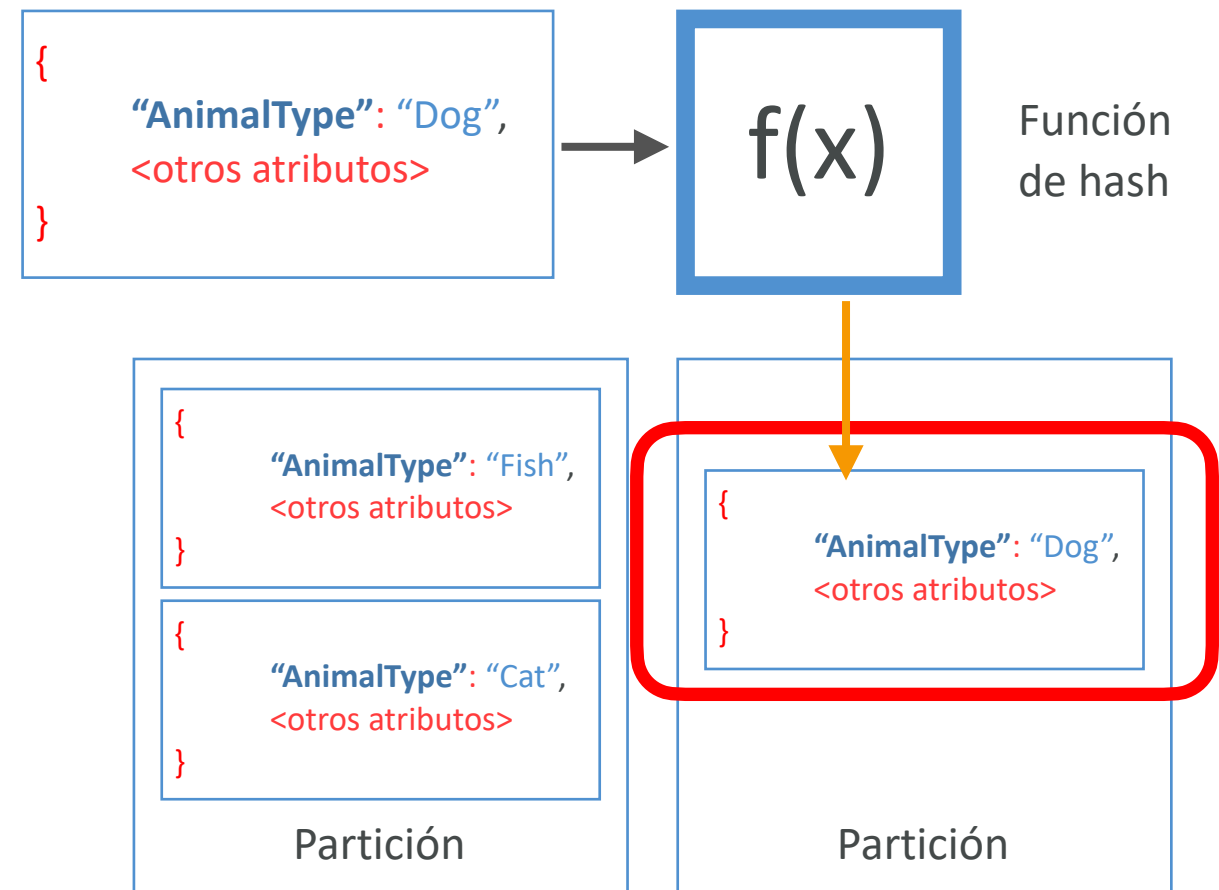 {
“AnimalType”: “Dog”,
<otros atributos>
}
f(x)
Función
de hash
{
“AnimalType”: “Fish”,
<otros atributos>
}
{
“AnimalType”: “Cat”,
<otros atributos>
}
Partición
{
“AnimalType”: “Dog”,
<otros atributos>
}
Partición